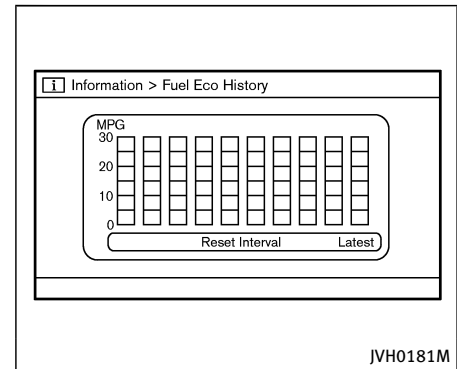 i Information > Fuel Eco History
MPG
30
20
10
0
Reset Interval Latest
JVH0181M